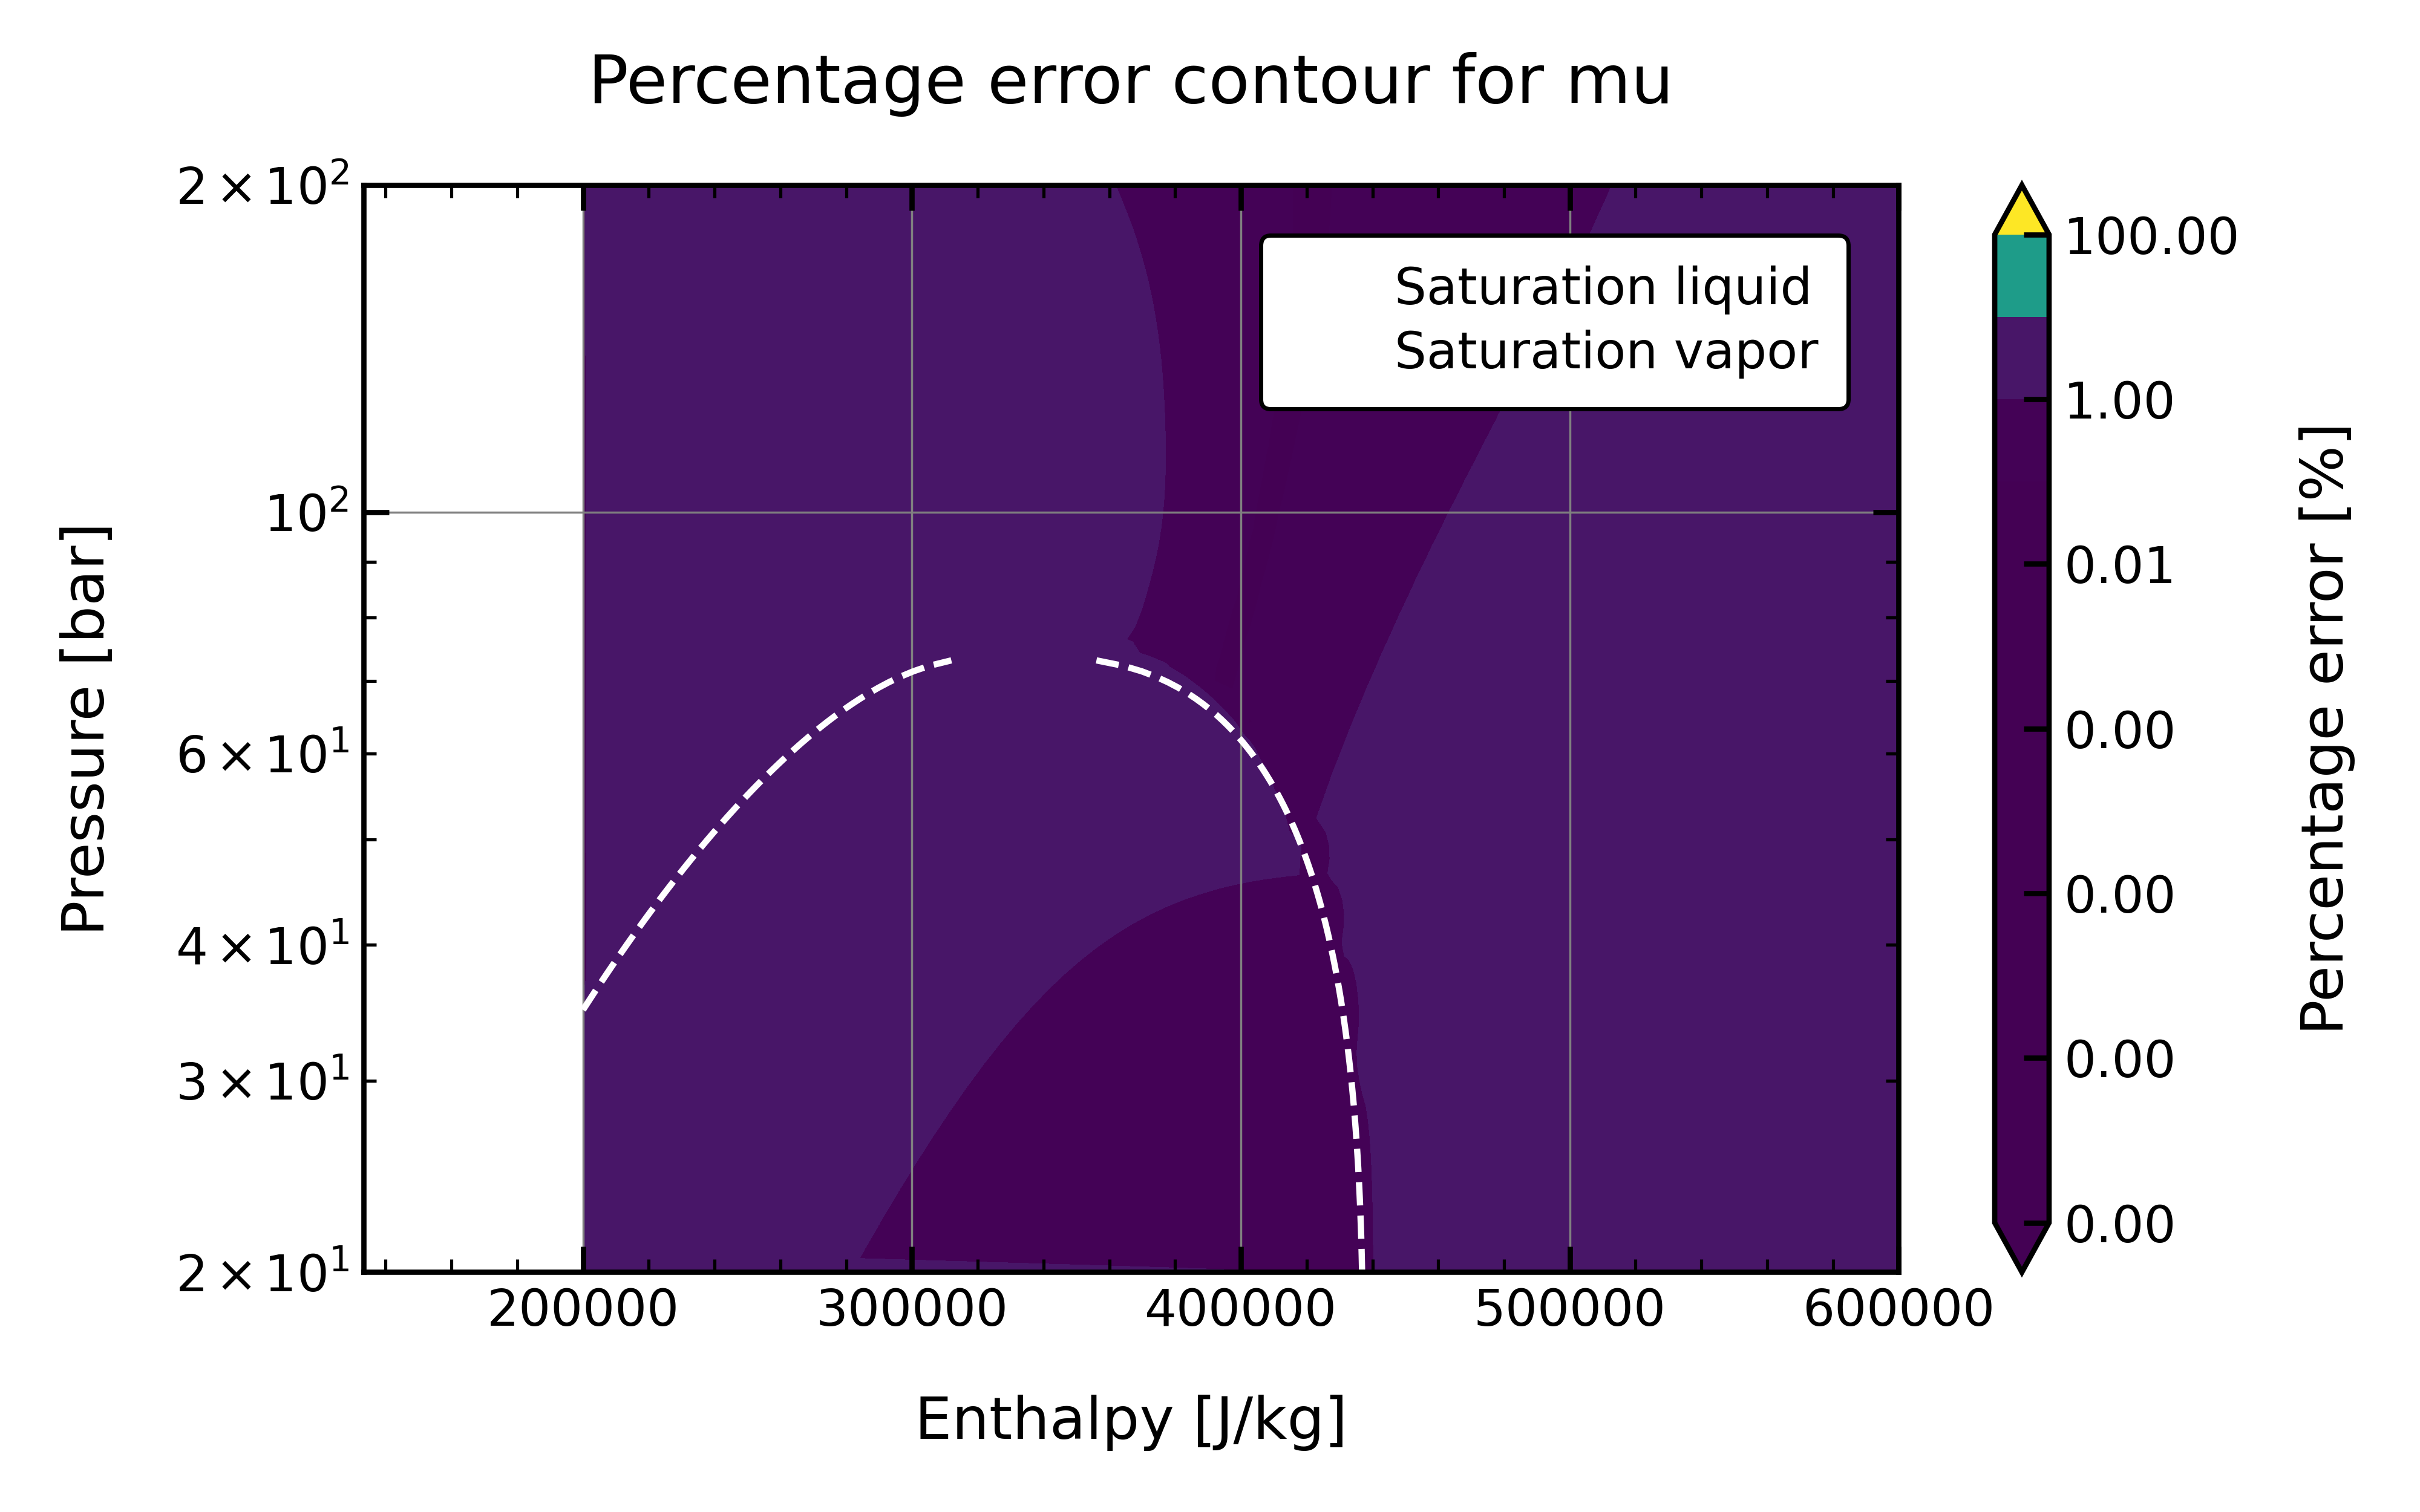 Percentage error contour for mu
2 × 10²
10²
6 × 10¹
4 × 10¹
3 × 10¹
2 × 10¹
Pressure [bar]
Saturation liquid
Saturation vapor
200000
300000
400000
500000
600000
Enthalpy [J/kg]
100.00
1.00
0.01
0.00
0.00
0.00
0.00
Percentage error [%]